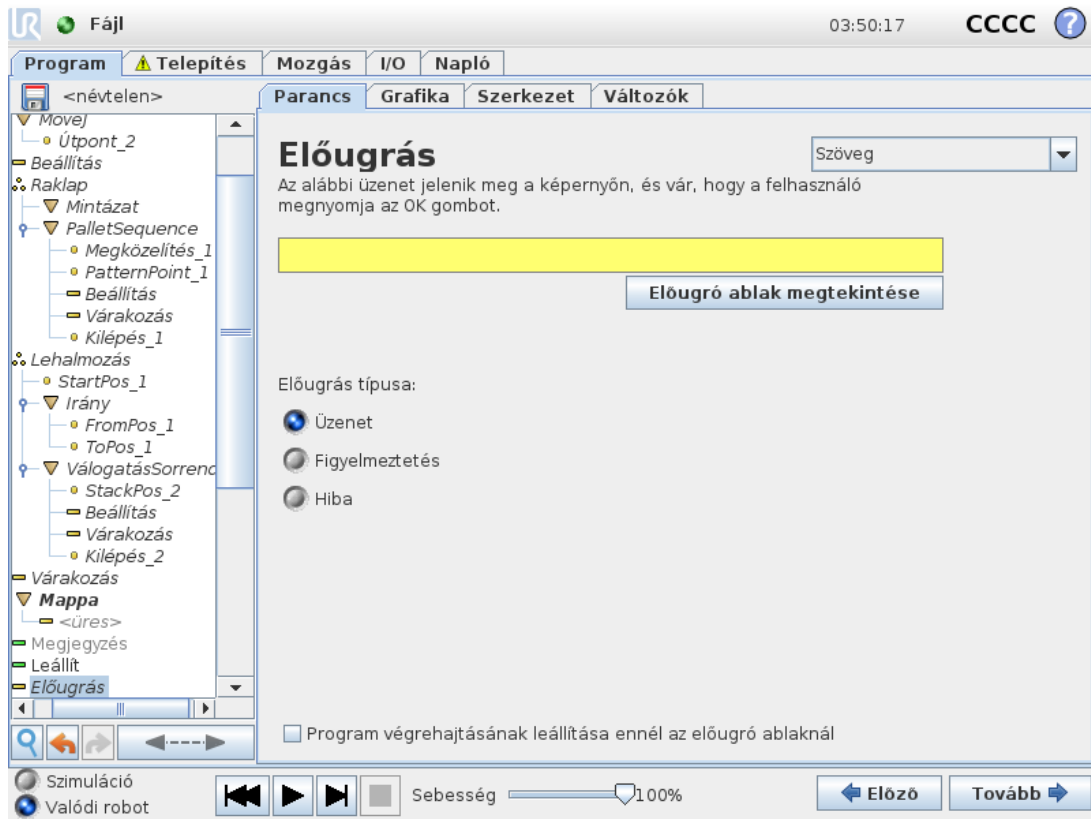 Fájl
03:50:17
CCCC
?
Program
Telepítés
Mozgás
I/O
Napló
<névtelen>
Parancs
Grafika
Szerkezet
Változók
MoveJ
Útpont_2
Beállítás
Raklap
Mintázat
PalletSequence
Megközelítés_1
PatternPoint_1
Beállítás
Várakozás
Kilépés_1
Lehalmozás
StartPos_1
Irány
FromPos_1
ToPos_1
VálogatásSorrend
StackPos_2
Beállítás
Várakozás
Kilépés_2
Várakozás
Mappa
<üres>
Megjegyzés
Leállít
Előugrás
Előugrás
Szöveg
Az alábbi üzenet jelenik meg a képernyőn, és vár, hogy a felhasználó
megnyomja az OK gombot.
Előugró ablak megtekintése
Előugrás típusa:
Üzenet
Figyelmeztetés
Hiba
Program végrehajtásának leállítása ennél az előugró ablaknál
Szimuláció
Valódi robot
Sebesség
100%
Előző
Tovább